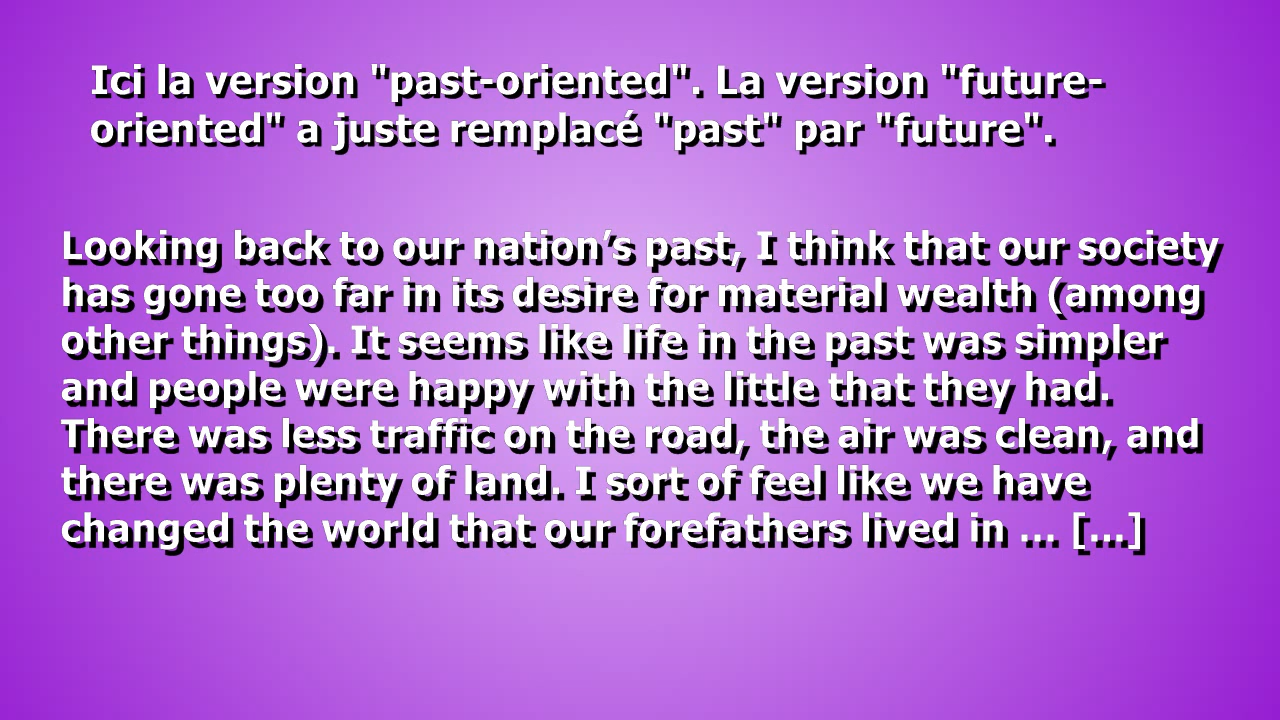 Ici la version "past-oriented". La version "future-
oriented" a juste remplacé "past" par "future".
Looking back to our nation’s past, I think that our society
has gone too far in its desire for material wealth (among
other things). It seems like life in the past was simpler
and people were happy with the little that they had.
There was less traffic on the road, the air was clean, and
there was plenty of land. I sort of feel like we have
changed the world that our forefathers lived in ... [...]